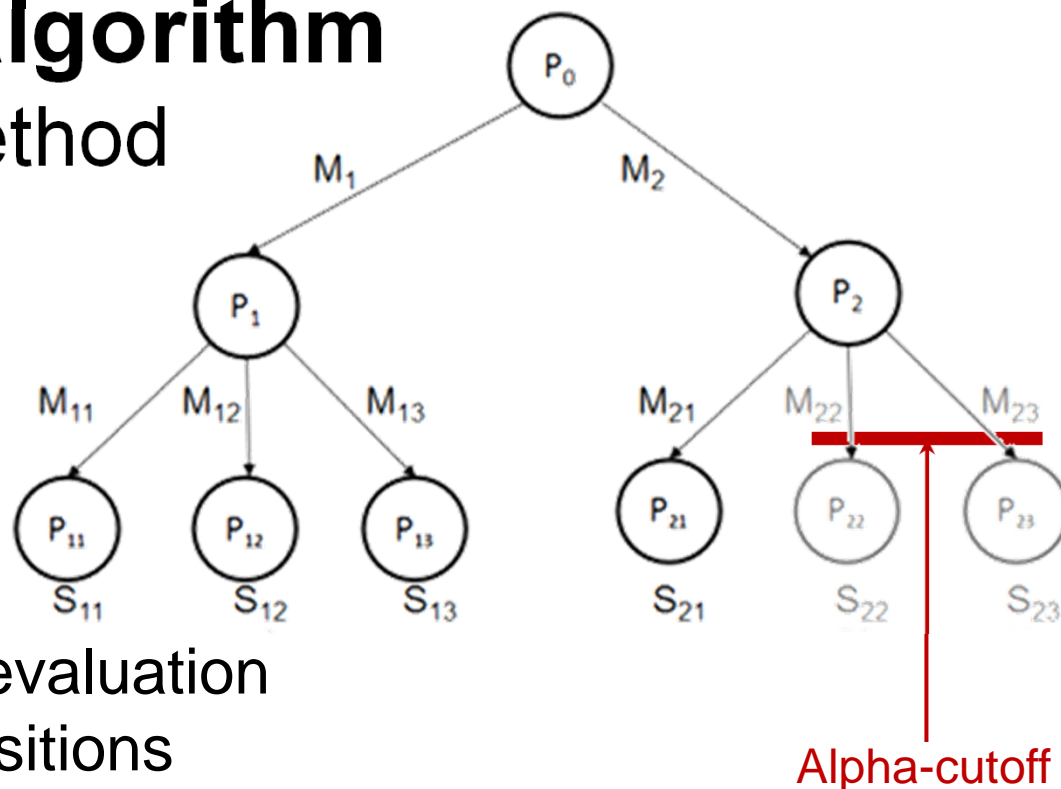 lgorithm
ethod
P₀
M₁
M₂
P₁
P₂
M₁₁
M₁₂
M₁₃
M₂₁
M₂₂
M₂₃
P₁₁
P₁₂
P₁₃
P₂₁
P₂₂
P₂₃
S₁₁
S₁₂
S₁₃
S₂₁
S₂₂
S₂₃
evaluation
sitions
Alpha-cutoff